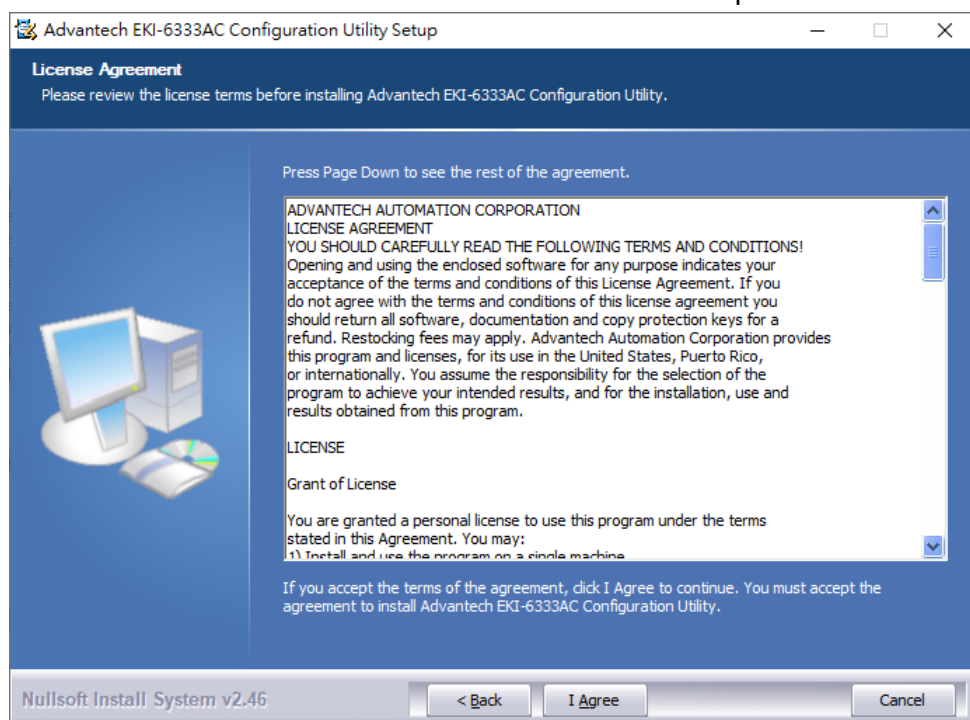 Advantech EKI-6333AC Configuration Utility Setup
License Agreement
Please review the license terms before installing Advantech EKI-6333AC Configuration Utility.
Press Page Down to see the rest of the agreement.
ADVANTECH AUTOMATION CORPORATION
LICENSE AGREEMENT
YOU SHOULD CAREFULLY READ THE FOLLOWING TERMS AND CONDITIONS!
Opening and using the enclosed software for any purpose indicates your
acceptance of the terms and conditions of this License Agreement. If you
do not agree with the terms and conditions of this license agreement you
should return all software, documentation and copy protection keys for a
refund. Restocking fees may apply. Advantech Automation Corporation provides
this program and licenses, for its use in the United States, Puerto Rico,
or internationally. You assume the responsibility for the selection of the
program to achieve your intended results, and for the installation, use and
results obtained from this program.
LICENSE
Grant of License
You are granted a personal license to use this program under the terms
stated in this Agreement. You may:
1) Install and use the program on a single machine
If you accept the terms of the agreement, click I Agree to continue. You must accept the
agreement to install Advantech EKI-6333AC Configuration Utility.
Nullsoft Install System v2.46
< Back
I Agree
Cancel